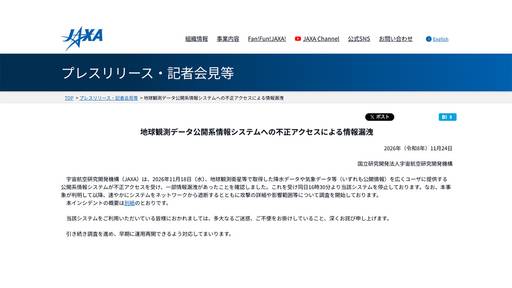 JAXA
組織情報 事業内容 Fan!Fun!JAXA! JAXA Channel 公式SNS お問い合わせ English
プレスリリース・記者会見等
TOP > プレスリリース・記者会見等 > 地球観測データ公開系情報システムへの不正アクセスによる情報漏洩
X ポスト B! 0
地球観測データ公開系情報システムへの不正アクセスによる情報漏洩
2026年（令和8年）11月24日
国立研究開発法人宇宙航空研究開発機構
宇宙航空研究開発機構（JAXA）は、2026年11月18日（水）、地球観測衛星等で取得した降水データや気象データ等（いずれも公開情報）を広くユーザに提供する
公開系情報システムが不正アクセスを受け、一部情報漏洩があったことを確認しました。これを受け同日16時30分より当該システムを停止しております。なお、本事
象が判明して以降、速やかにシステムをネットワークから遮断するとともに攻撃の詳細や影響範囲等について調査を開始しております。
本インシデントの概要は別紙のとおりです。
当該システムをご利用いただいている皆様におかれましては、多大なるご迷惑、ご不便をお掛けしていること、深くお詫び申し上げます。
引き続き調査を進め、早期に運用再開できるよう対応してまいります。